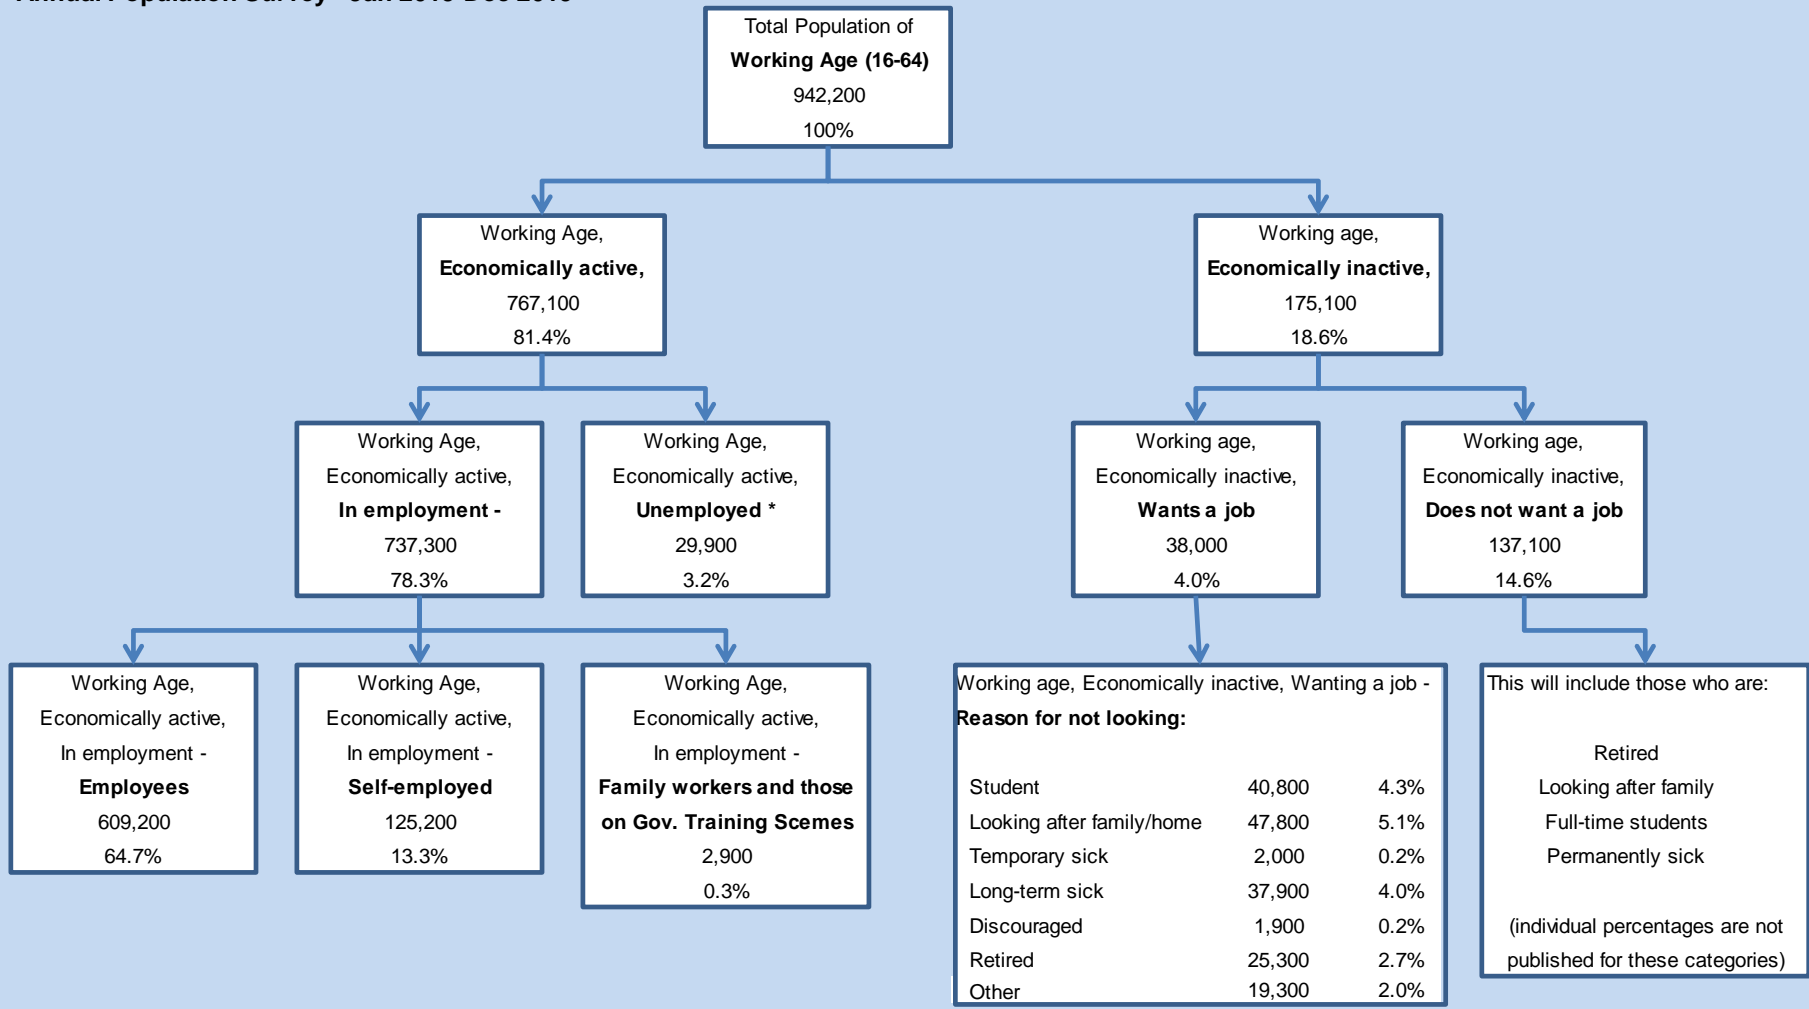 Total Population of
Working Age (16-64)
942,200
100%
Working Age,
Economically active,
767,100
81.4%
Working age,
Economically inactive,
175,100
18.6%
Working Age,
Economically active,
In employment -
737,300
78.3%
Working Age,
Economically active,
Unemployed *
29,900
3.2%
Working age,
Economically inactive,
Wants a job
38,000
4.0%
Working age,
Economically inactive,
Does not want a job
137,100
14.6%
Working Age,
Economically active,
In employment -
Employees
609,200
64.7%
Working Age,
Economically active,
In employment -
Self-employed
125,200
13.3%
Working Age,
Economically active,
In employment -
Family workers and those
on Gov. Training Scemes
2,900
0.3%
Working age, Economically inactive, Wanting a job -
Reason for not looking:
Student 40,800 4.3%
Looking after family/home 47,800 5.1%
Temporary sick 2,000 0.2%
Long-term sick 37,900 4.0%
Discouraged 1,900 0.2%
Retired 25,300 2.7%
Other 19,300 2.0%
This will include those who are:
Retired
Looking after family
Full-time students
Permanently sick
(individual percentages are not
published for these categories)